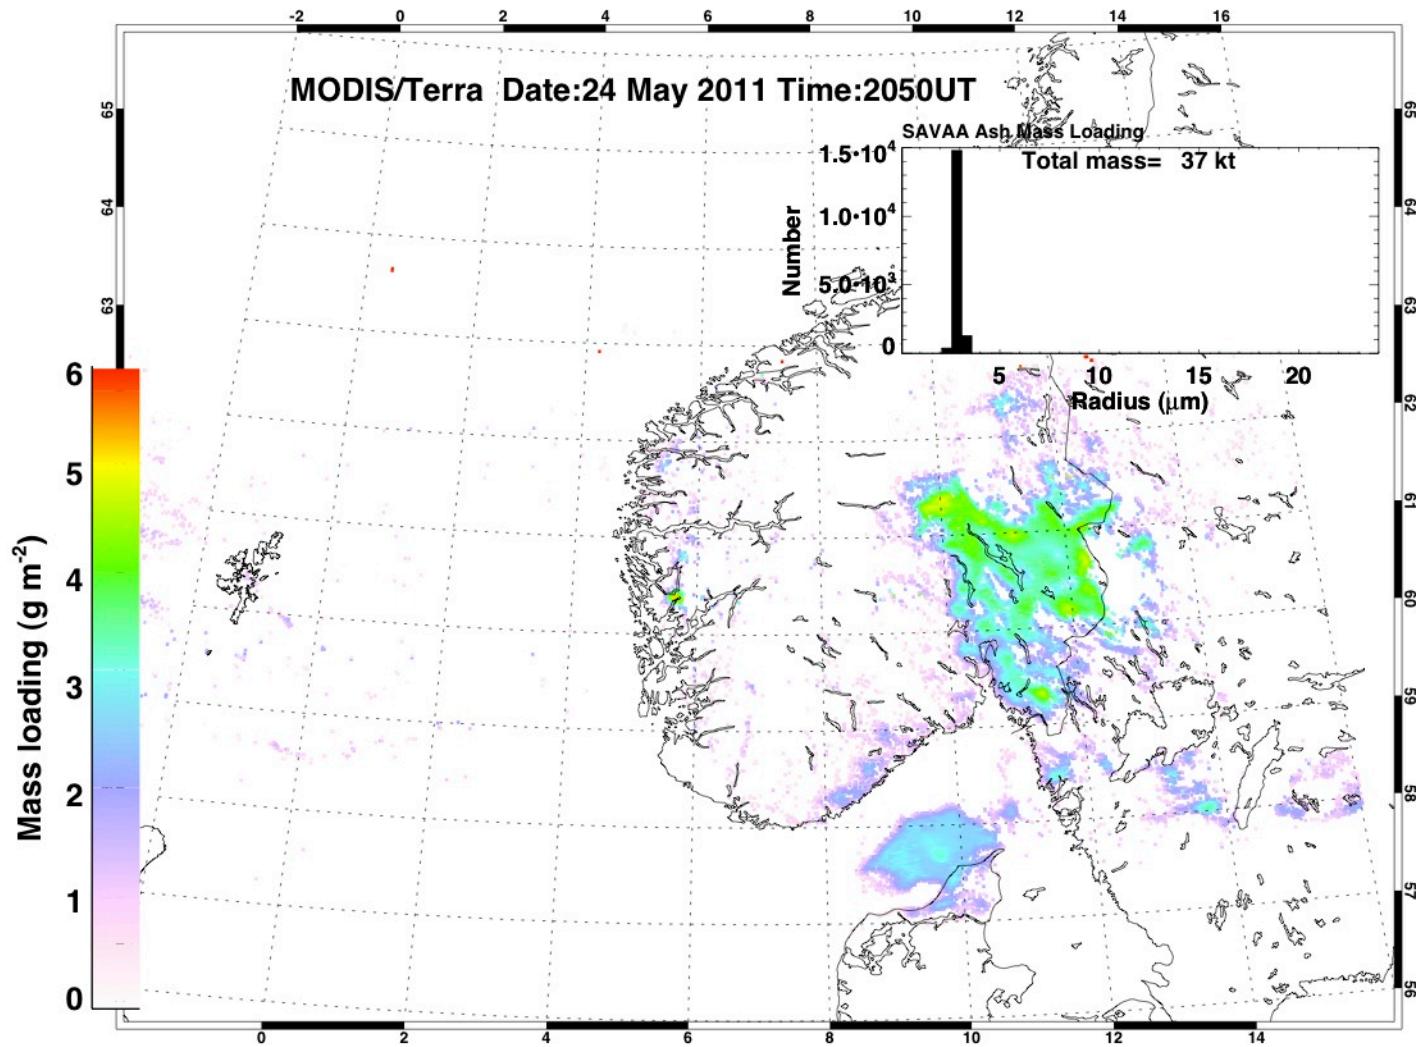 -2 0 2 4 6 8 10 12 14 16
MODIS/Terra Date:24 May 2011 Time:2050UT
SAVAA Ash Mass Loading
Total mass= 37 kt
1.5•10⁴
1.0•10⁴
5.0•10³
0
Number
5 10 15 20
Radius (μm)
65
64
63
65
64
63
62
61
60
59
58
57
56
6
5
4
3
2
1
0
Mass loading (g m⁻²)
0 2 4 6 8 10 12 14